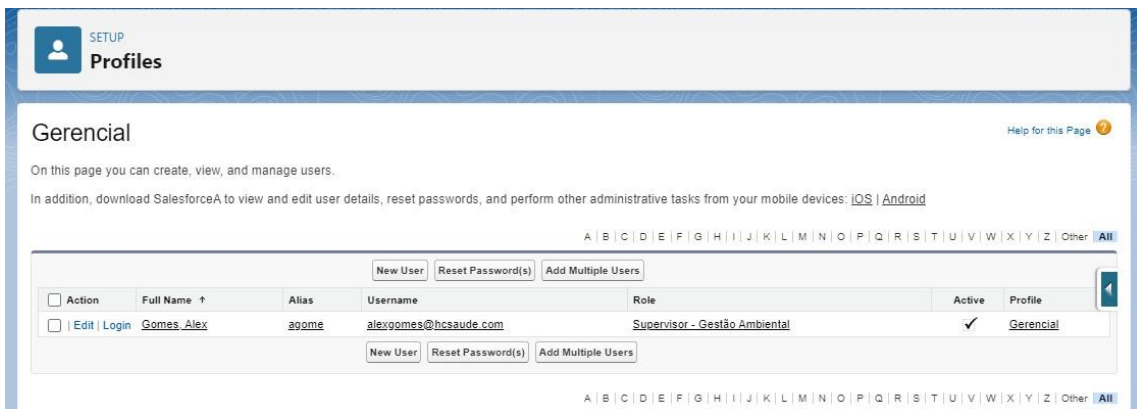 SETUP
Profiles
Gerencial
Help for this Page ?
On this page you can create, view, and manage users.
In addition, download SalesforceA to view and edit user details, reset passwords, and perform other administrative tasks from your mobile devices: iOS | Android
A | B | C | D | E | F | G | H | I | J | K | L | M | N | O | P | Q | R | S | T | U | V | W | X | Y | Z | Other All
New User Reset Password(s) Add Multiple Users
Action Full Name ↑ Alias Username Role Active Profile
| Edit | Login Gomes, Alex agome alexgomes@hcsaude.com Supervisor - Gestão Ambiental ✓ Gerencial
New User Reset Password(s) Add Multiple Users
A | B | C | D | E | F | G | H | I | J | K | L | M | N | O | P | Q | R | S | T | U | V | W | X | Y | Z | Other All